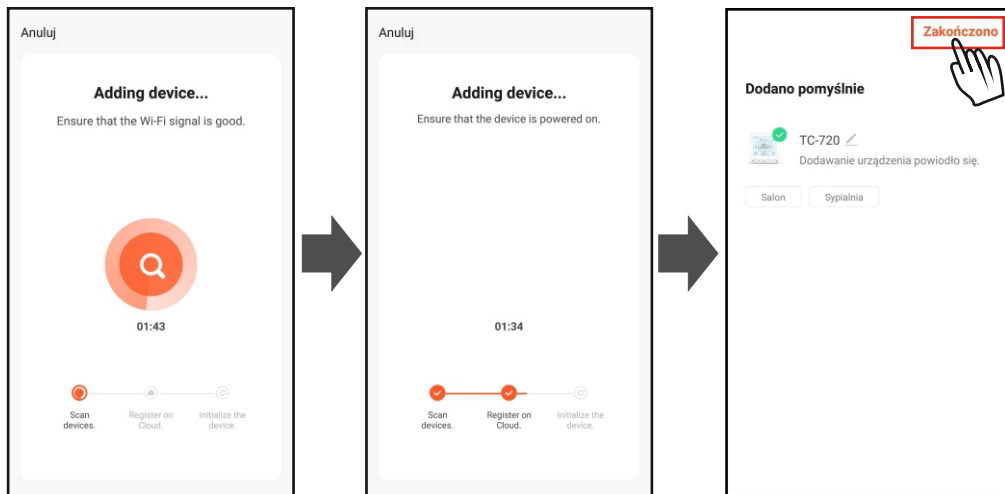 Anuluj
Adding device...
Ensure that the Wi-Fi signal is good.
01:43
Scan
devices.
Register on
Cloud.
Initialize the
device.
Anuluj
Adding device...
Ensure that the device is powered on.
01:34
Scan
devices.
Register on
Cloud.
Initialize the
device.
Zakończono
Dodano pomyślnie
TC-720
Dodawanie urządzenia powiodło się.
Salon
Sypialnia